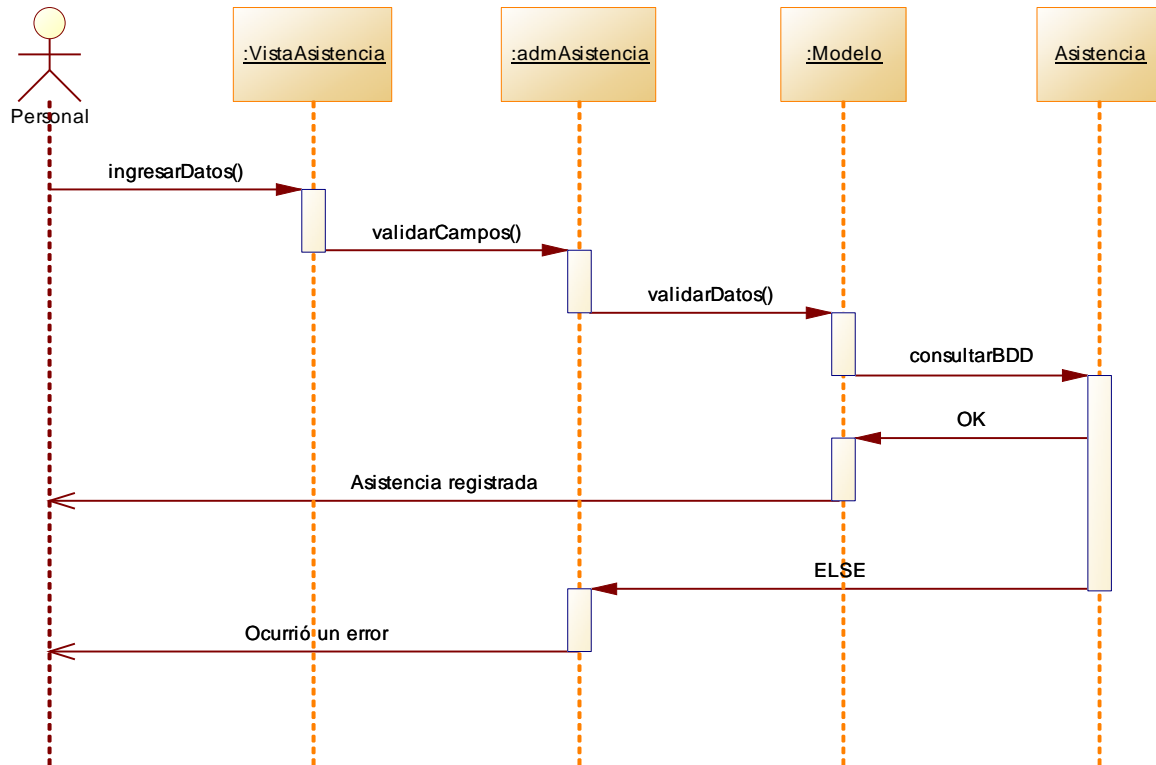 :VistaAsistencia
:admAsistencia
:Modelo
Asistencia
Personal
ingresarDatos()
validarCampos()
validarDatos()
consultarBDD
OK
Asistencia registrada
ELSE
Ocurrió un error